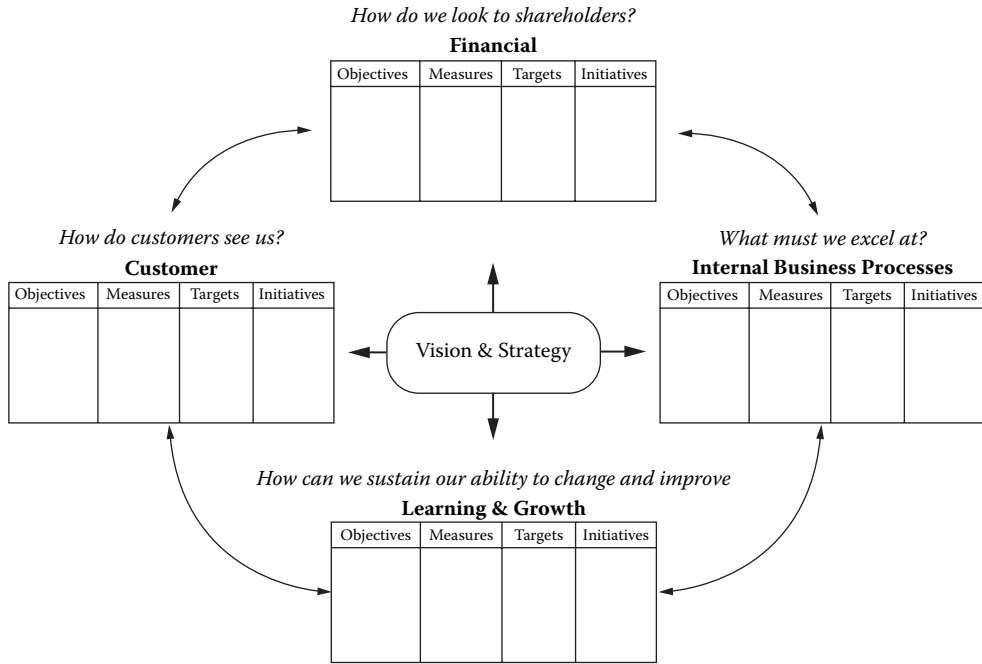 How do we look to shareholders?
Financial
Objectives Measures Targets Initiatives
How do customers see us?
Customer
Objectives Measures Targets Initiatives
What must we excel at?
Internal Business Processes
Objectives Measures Targets Initiatives
Vision & Strategy
How can we sustain our ability to change and improve
Learning & Growth
Objectives Measures Targets Initiatives